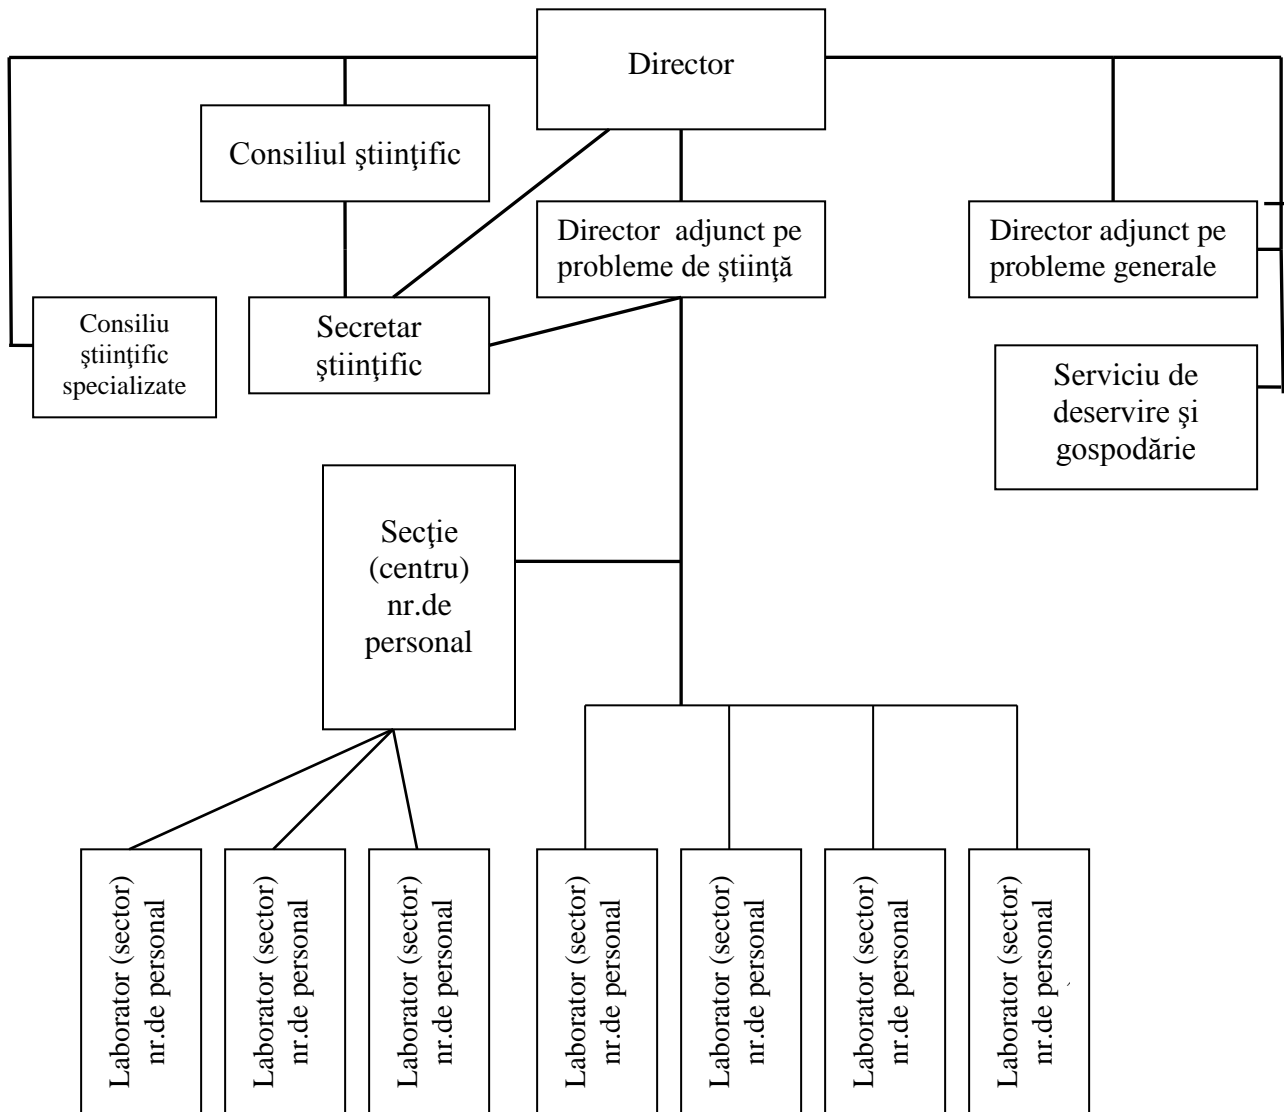 Director
Consiliul ştiinţific
Director  adjunct pe
probleme de ştiinţă
Director adjunct pe
probleme generale
Consiliu
ştiinţific
specializate
Secretar
ştiinţific
Serviciu de
deservire şi
gospodărie
Secţie
(centru)
nr.de
personal
Laborator (sector)
nr.de personal
Laborator (sector)
nr.de personal
Laborator (sector)
nr.de personal
Laborator (sector)
nr.de personal
Laborator (sector)
nr.de personal
Laborator (sector)
nr.de personal
Laborator (sector)
nr.de personal